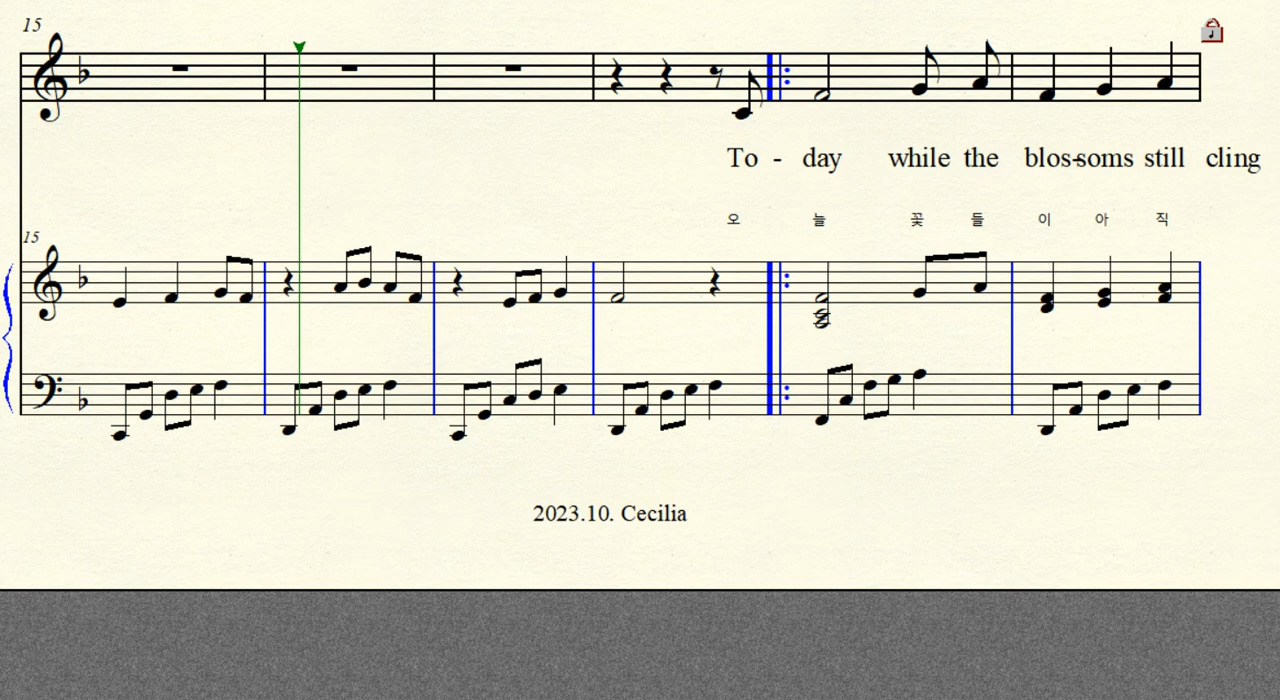 15
To - day while the blos-soms still cling
오 늘 꽃 들 이 아 직
15
2023.10. Cecilia